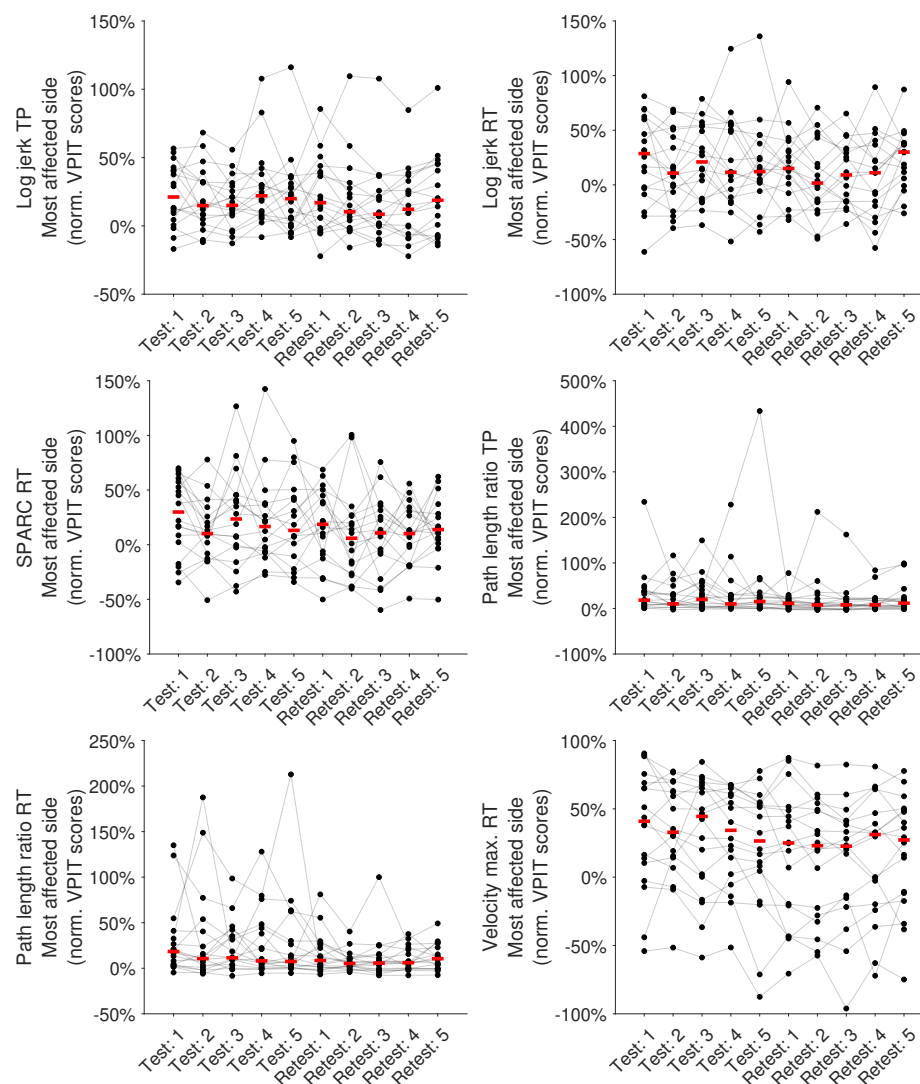 150%
100%
50%
0%
-50%
Log jerk TP
Most affected side
(norm. VPIT scores)
Test: 1
Test: 2
Test: 3
Test: 4
Test: 5
Retest: 1
Retest: 2
Retest: 3
Retest: 4
Retest: 5
150%
100%
50%
0%
-50%
-100%
Log jerk RT
Most affected side
(norm. VPIT scores)
Test: 1
Test: 2
Test: 3
Test: 4
Test: 5
Retest: 1
Retest: 2
Retest: 3
Retest: 4
Retest: 5
150%
100%
50%
0%
-50%
-100%
SPARC RT
Most affected side
(norm. VPIT scores)
Test: 1
Test: 2
Test: 3
Test: 4
Test: 5
Retest: 1
Retest: 2
Retest: 3
Retest: 4
Retest: 5
500%
400%
300%
200%
100%
0%
-100%
Path length ratio TP
Most affected side
(norm. VPIT scores)
Test: 1
Test: 2
Test: 3
Test: 4
Test: 5
Retest: 1
Retest: 2
Retest: 3
Retest: 4
Retest: 5
250%
200%
150%
100%
50%
0%
-50%
Path length ratio RT
Most affected side
(norm. VPIT scores)
Test: 1
Test: 2
Test: 3
Test: 4
Test: 5
Retest: 1
Retest: 2
Retest: 3
Retest: 4
Retest: 5
100%
50%
0%
-50%
-100%
Velocity max. RT
Most affected side
(norm. VPIT scores)
Test: 1
Test: 2
Test: 3
Test: 4
Test: 5
Retest: 1
Retest: 2
Retest: 3
Retest: 4
Retest: 5